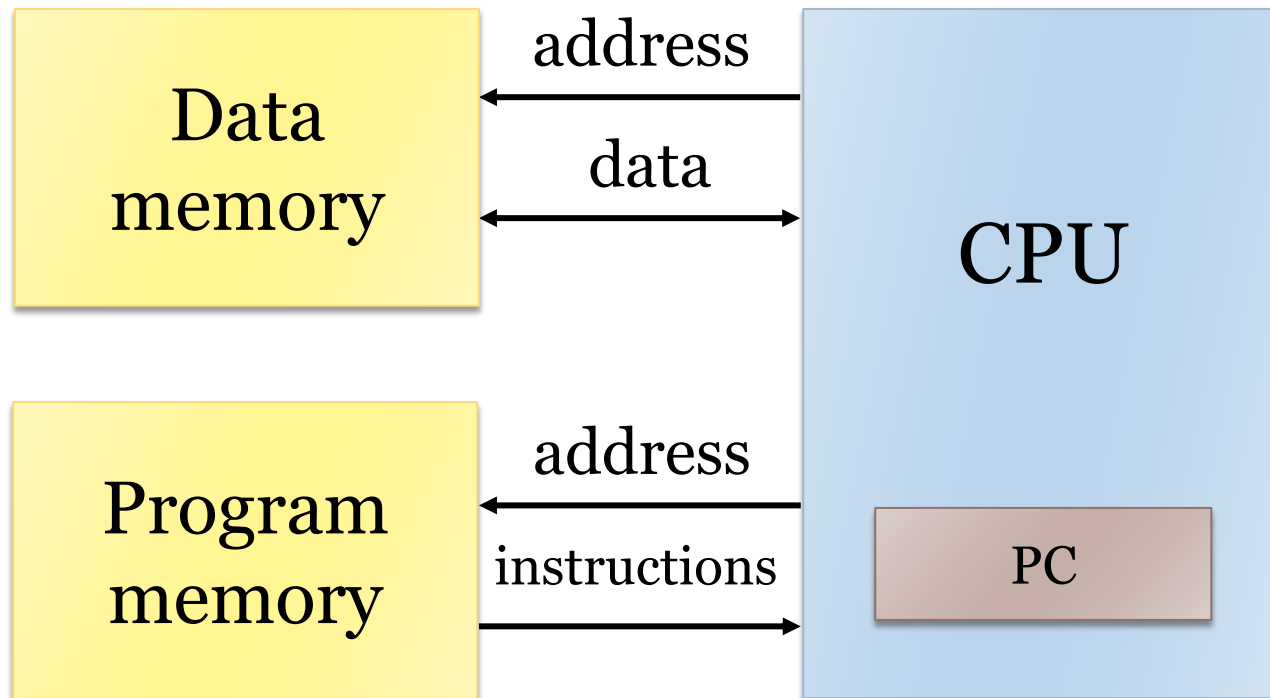 Data
memory
address
data
CPU
Program
memory
address
instructions
PC